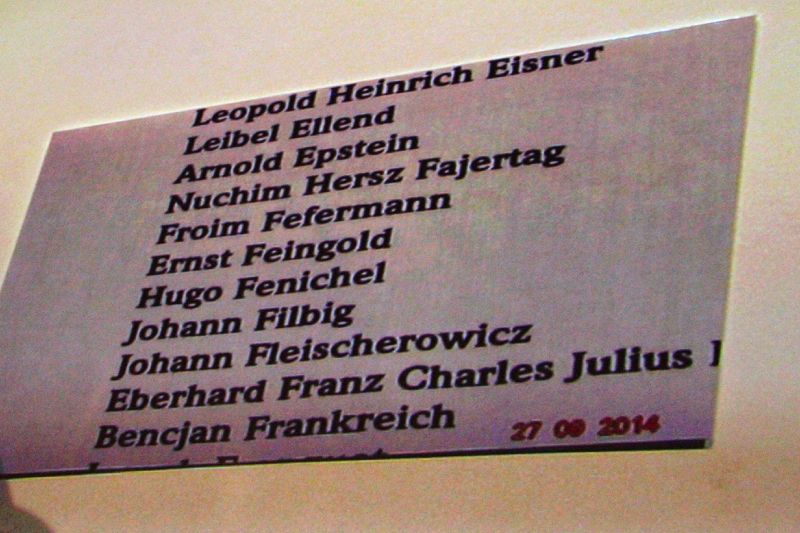 Leopold Heinrich Eisner
Leibel Ellend
Arnold Epstein
Nuchim Hersz Fajertag
Froim Fefermann
Ernst Feingold
Hugo Fenichel
Johann Filbig
Johann Fleischerowicz
Eberhard Franz Charles Julius
Bencjan Frankreich
27 09 2014